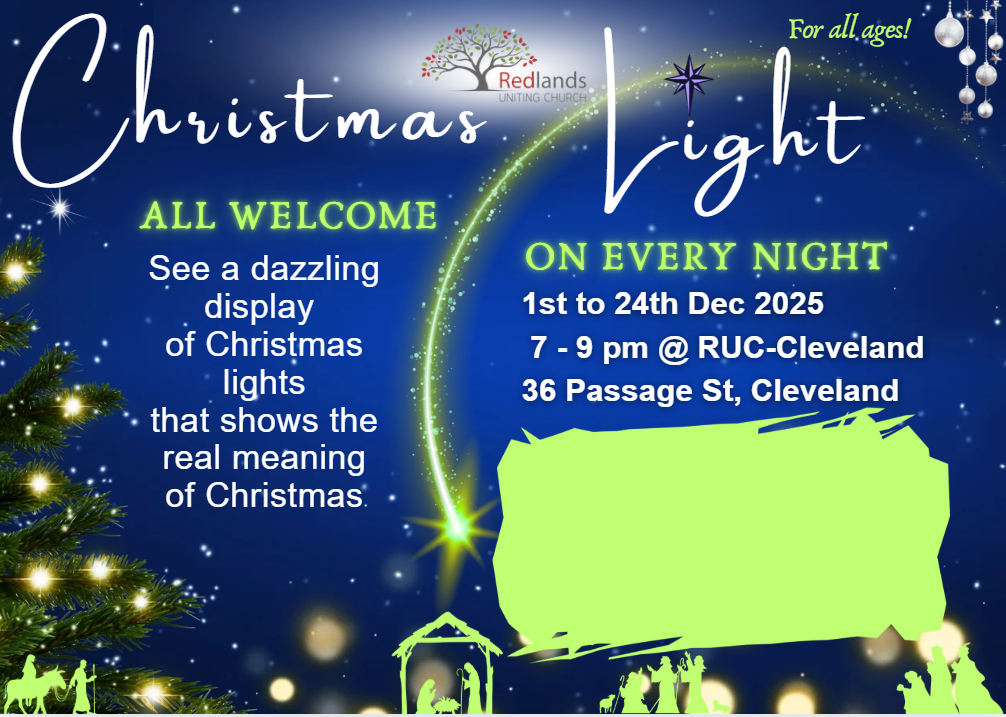 For all ages!
Redlands
UNITING CHURCH
Christmas Light
ALL WELCOME
See a dazzling
display
of Christmas
lights
that shows the
real meaning
of Christmas
ON EVERY NIGHT
1st to 24th Dec 2025
7 - 9 pm @ RUC-Cleveland
36 Passage St, Cleveland